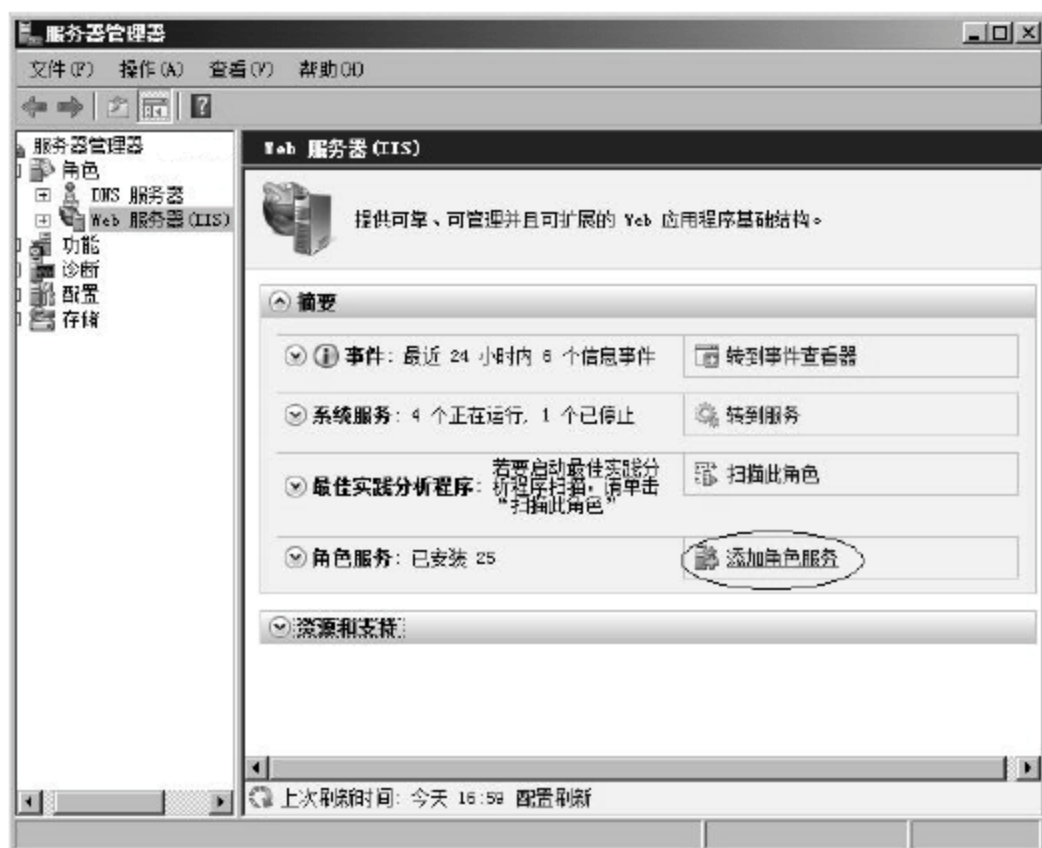 服务器管理器
文件(F) 操作(A) 查看(V) 帮助(H)
服务器管理器
角色
DNS 服务器
Web 服务器(IIS)
功能
诊断
配置
存储
Web 服务器(IIS)
提供可靠、可管理并且可扩展的 Web 应用程序基础结构。
摘要
事件: 最近 24 小时内 6 个信息事件
转到事件查看器
系统服务: 4 个正在运行, 1 个已停止
转到服务
最佳实践分析程序:
若要启动最佳实践分
析程序扫描,请单击
“扫描此角色”
扫描此角色
角色服务: 已安装 25
添加角色服务
资源和支持
上次刷新时间: 今天 16:59 配置刷新